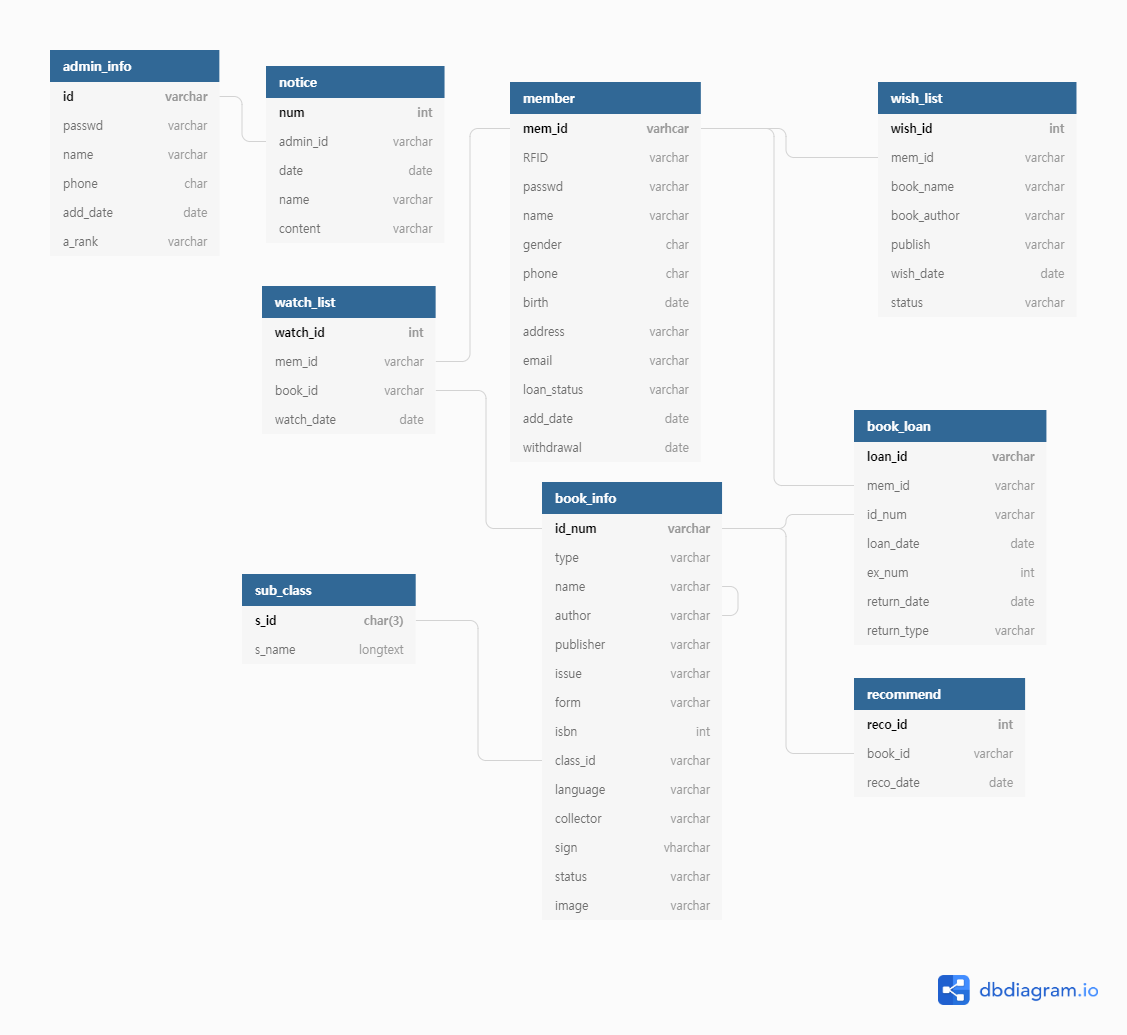 admin_info
id varchar
passwd varchar
name varchar
phone char
add_date date
a_rank varchar
notice
num int
admin_id varchar
date date
name varchar
content varchar
member
mem_id varhcar
RFID varchar
passwd varchar
name varchar
gender char
phone char
birth date
address varchar
email varchar
loan_status varchar
add_date date
withdrawal date
wish_list
wish_id int
mem_id varchar
book_name varchar
book_author varchar
publish varchar
wish_date date
status varchar
watch_list
watch_id int
mem_id varchar
book_id varchar
watch_date date
book_loan
loan_id varchar
mem_id varchar
id_num varchar
loan_date date
ex_num int
return_date date
return_type varchar
book_info
id_num varchar
type varchar
name varchar
author varchar
publisher varchar
issue varchar
form varchar
isbn int
class_id varchar
language varchar
collector varchar
sign vharchar
status varchar
image varchar
sub_class
s_id char(3)
s_name longtext
recommend
reco_id int
book_id varchar
reco_date date
dbdiagram.io